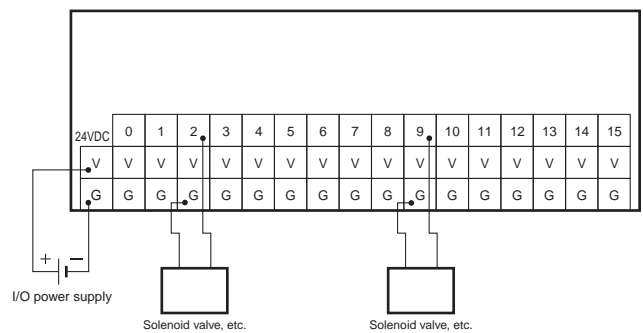 24VDC 0 1 2 3 4 5 6 7 8 9 10 11 12 13 14 15
V V V V V V V V V V V V V V V V V
G G G G G G G G G G G G G G G G G
+ −
I/O power supply
Solenoid valve, etc. Solenoid valve, etc.